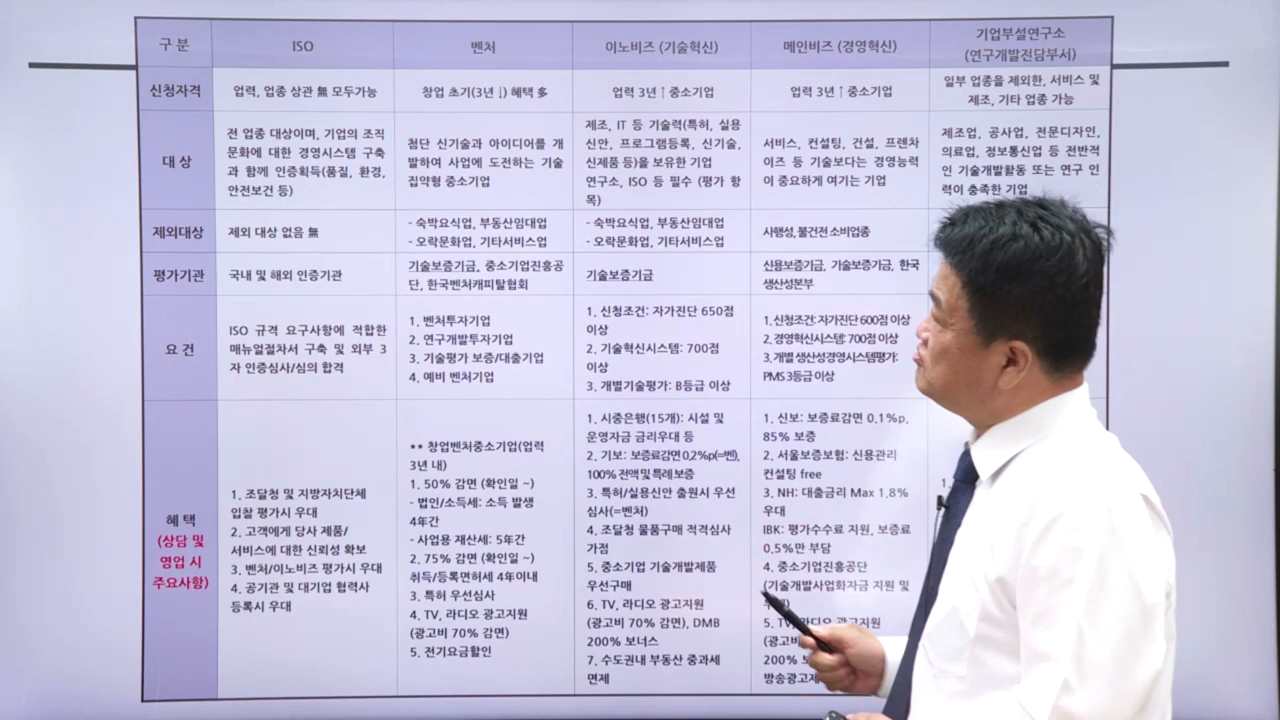 구 분
ISO
벤처
이노비즈 (기술혁신)
메인비즈 (경영혁신)
기업부설연구소
(연구개발전담부서)
신청자격
업력, 업종 상관 無 모두가능
창업 초기(3년 ↓) 혜택 多
업력 3년 ↑ 중소기업
업력 3년 ↑ 중소기업
일부 업종을 제외한, 서비스 및
제조, 기타 업종 가능
대 상
전 업종 대상이며, 기업의 조직
문화에 대한 경영시스템 구축
과 함께 인증획득(품질, 환경,
안전보건 등)
첨단 신기술과 아이디어를 개
발하여 사업에 도전하는 기술
집약형 중소기업
제조, IT 등 기술력(특허, 실용
신안, 프로그램등록, 신기술,
신제품 등)을 보유한 기업
연구소, ISO 등 필수 (평가 항
목)
서비스, 컨설팅, 건설, 프렌차
이즈 등 기술보다는 경영능력
이 중요하게 여기는 기업
제조업, 공사업, 전문디자인,
의료업, 정보통신업 등 전반적
인 기술개발활동 또는 연구 인
력이 충족한 기업
제외대상
제외 대상 없음 無
- 숙박요식업, 부동산임대업
- 오락문화업, 기타서비스업
- 숙박요식업, 부동산임대업
- 오락문화업, 기타서비스업
사행성, 불건전 소비업종
평가기관
국내 및 해외 인증기관
기술보증기금, 중소기업진흥공
단, 한국벤처캐피탈협회
기술보증기금
신용보증기금, 기술보증기금, 한국
생산성본부
요 건
ISO 규격 요구사항에 적합한
매뉴얼절차서 구축 및 외부 3
자 인증심사/심의 합격
1. 벤처투자기업
2. 연구개발투자기업
3. 기술평가 보증/대출기업
4. 예비 벤처기업
1. 신청조건: 자가진단 650점
이상
2. 기술혁신시스템: 700점
이상
3. 개별기술평가: B등급 이상
1. 신청조건: 자가진단 600점 이상
2. 경영혁신시스템: 700점 이상
3. 개별 생산성경영시스템평가:
PMS 3등급 이상
혜 택
(상담 및
영업 시
주요사항)
1. 조달청 및 지방자치단체
입찰 평가시 우대
2. 고객에게 당사 제품/
서비스에 대한 신뢰성 확보
3. 벤처/이노비즈 평가시 우대
4. 공기관 및 대기업 협력사
등록시 우대
** 창업벤처중소기업(업력
3년 내)
1. 50% 감면 (확인일 ~)
- 법인/소득세: 소득 발생
4년간
- 사업용 재산세: 5년간
2. 75% 감면 (확인일 ~)
취득/등록면허세 4년이내
3. 특허 우선심사
4. TV, 라디오 광고지원
(광고비 70% 감면)
5. 전기요금할인
1. 시중은행(15개): 시설 및
운영자금 금리우대 등
2. 기보: 보증료감면 0,2%p(=벤),
100% 전액 및 특례 보증
3. 특허/실용신안 출원시 우선
심사(=벤처)
4. 조달청 물품구매 적격심사
가점
5. 중소기업 기술개발제품
우선구매
6. TV, 라디오 광고지원
(광고비 70% 감면), DMB
200% 보너스
7. 수도권내 부동산 중과세
면제
1. 신보: 보증료감면 0.1%p,
85% 보증
2. 서울보증보험: 신용관리
컨설팅 free
3. NH: 대출금리 Max 1.8%
우대
IBK: 평가수수료 지원, 보증료
0.5%만 부담
4. 중소기업진흥공단
(기술개발사업화자금 지원 및
5. TV, 라디오 광고지원
(광고비
200% 보
방송광고제
1.